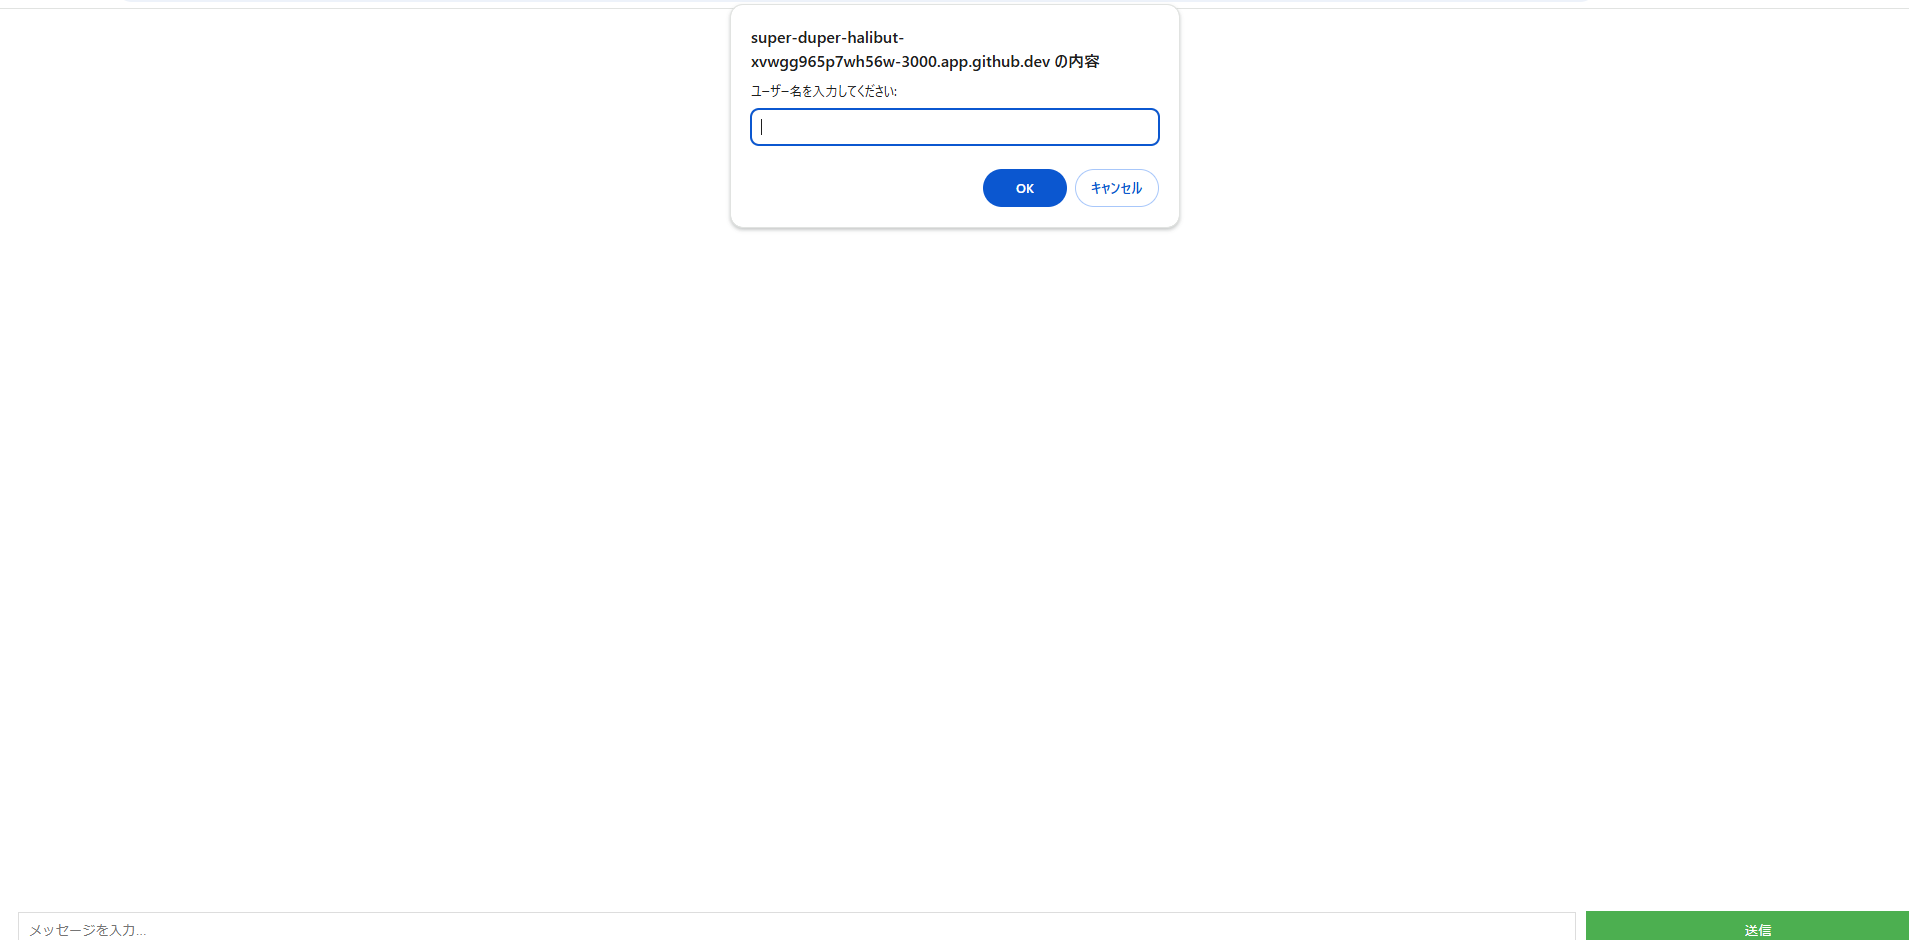 super-duper-halibut-
xvwgg965p7wh56w-3000.app.github.dev の内容
ユーザー名を入力してください:
OK キャンセル
メッセージを入力... 送信